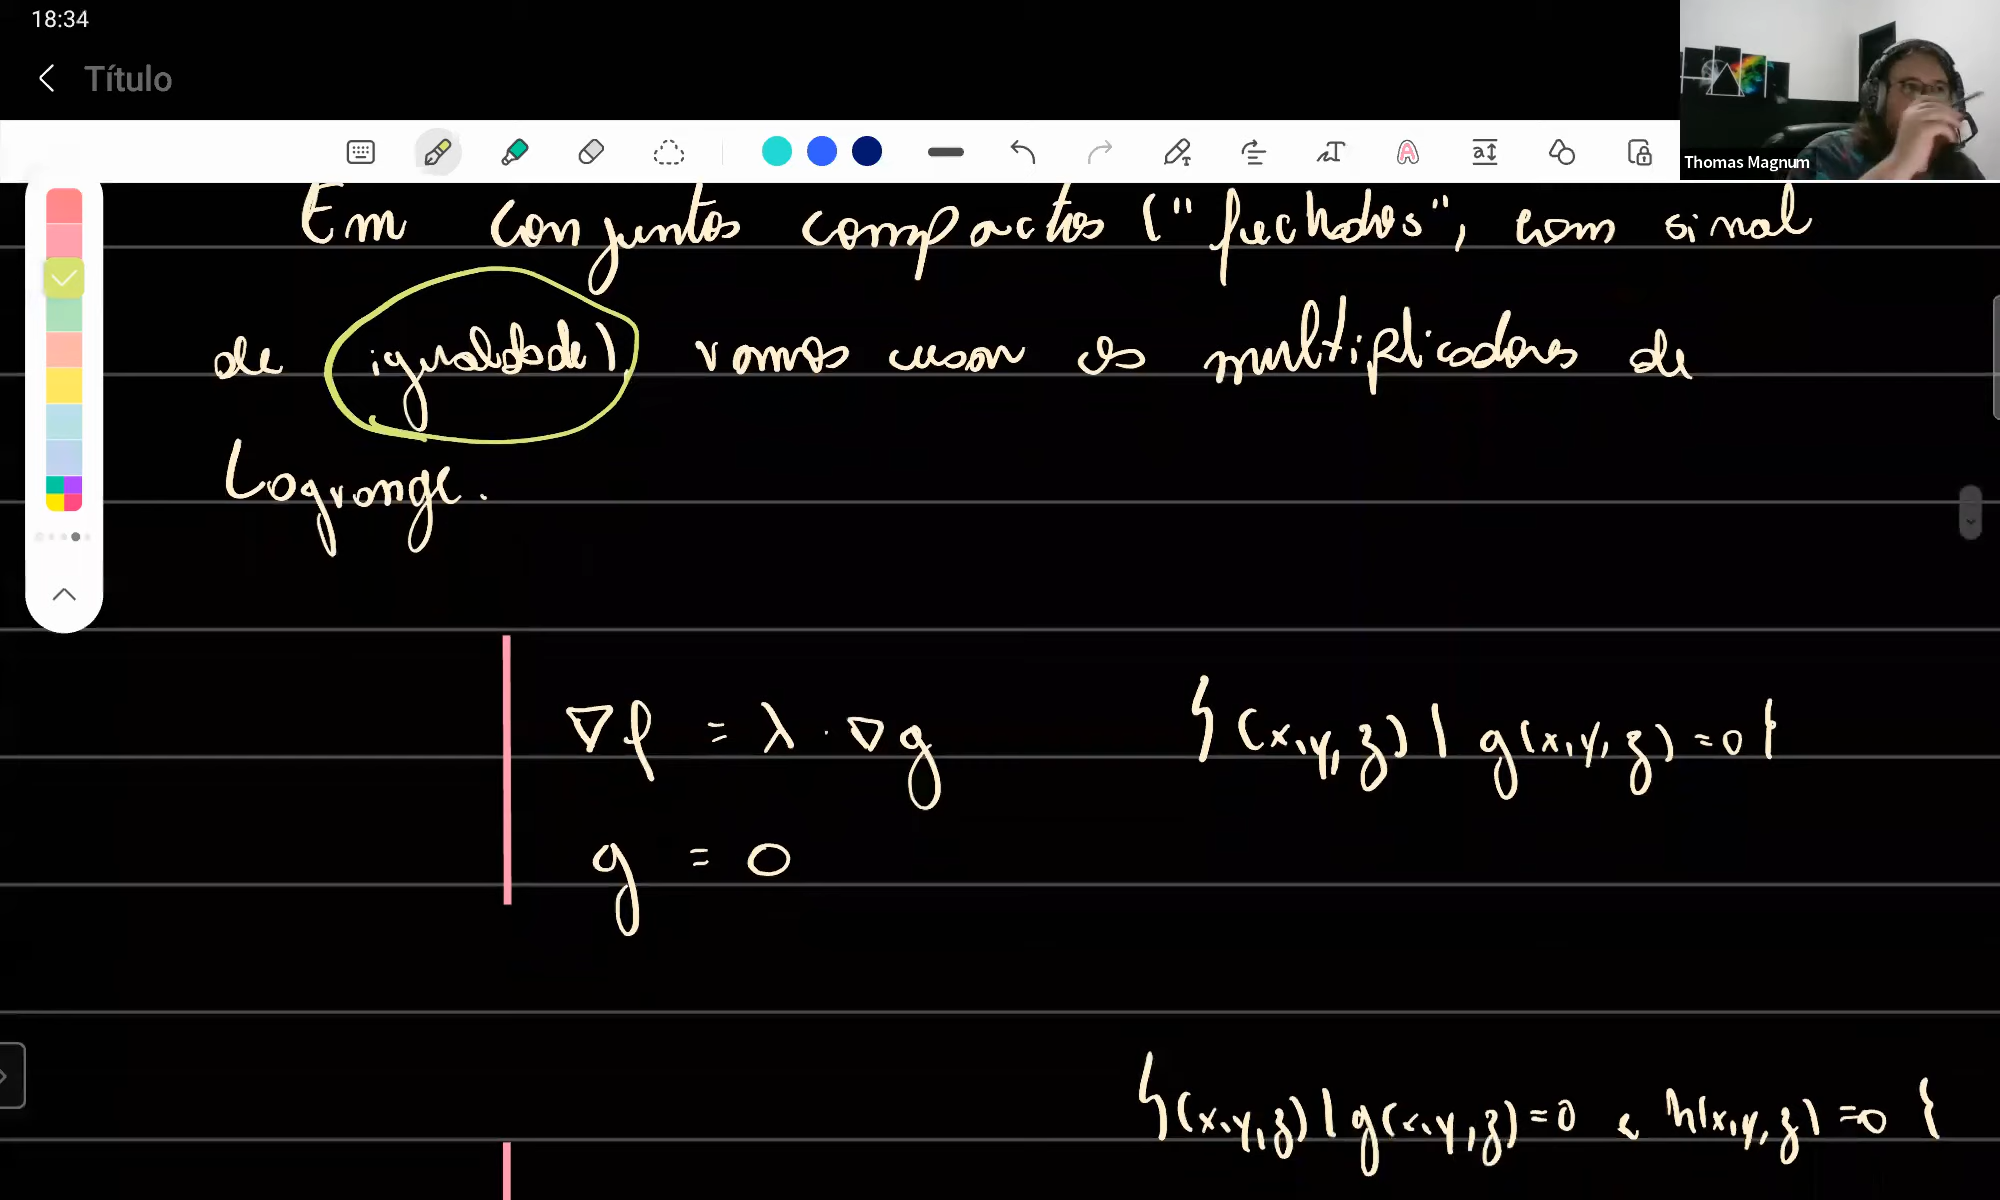 18:34
Título
Thomas Magnum
Em conjuntos compactos ("fechados", com sinal
de igualdade), vamos usar os multiplicadores de
Lagrange.
∇f = λ · ∇g
{(x,y,z) | g(x,y,z) = 0}
g = 0
{(x,y,z) | g(x,y,z) = 0 e h(x,y,z) = 0}